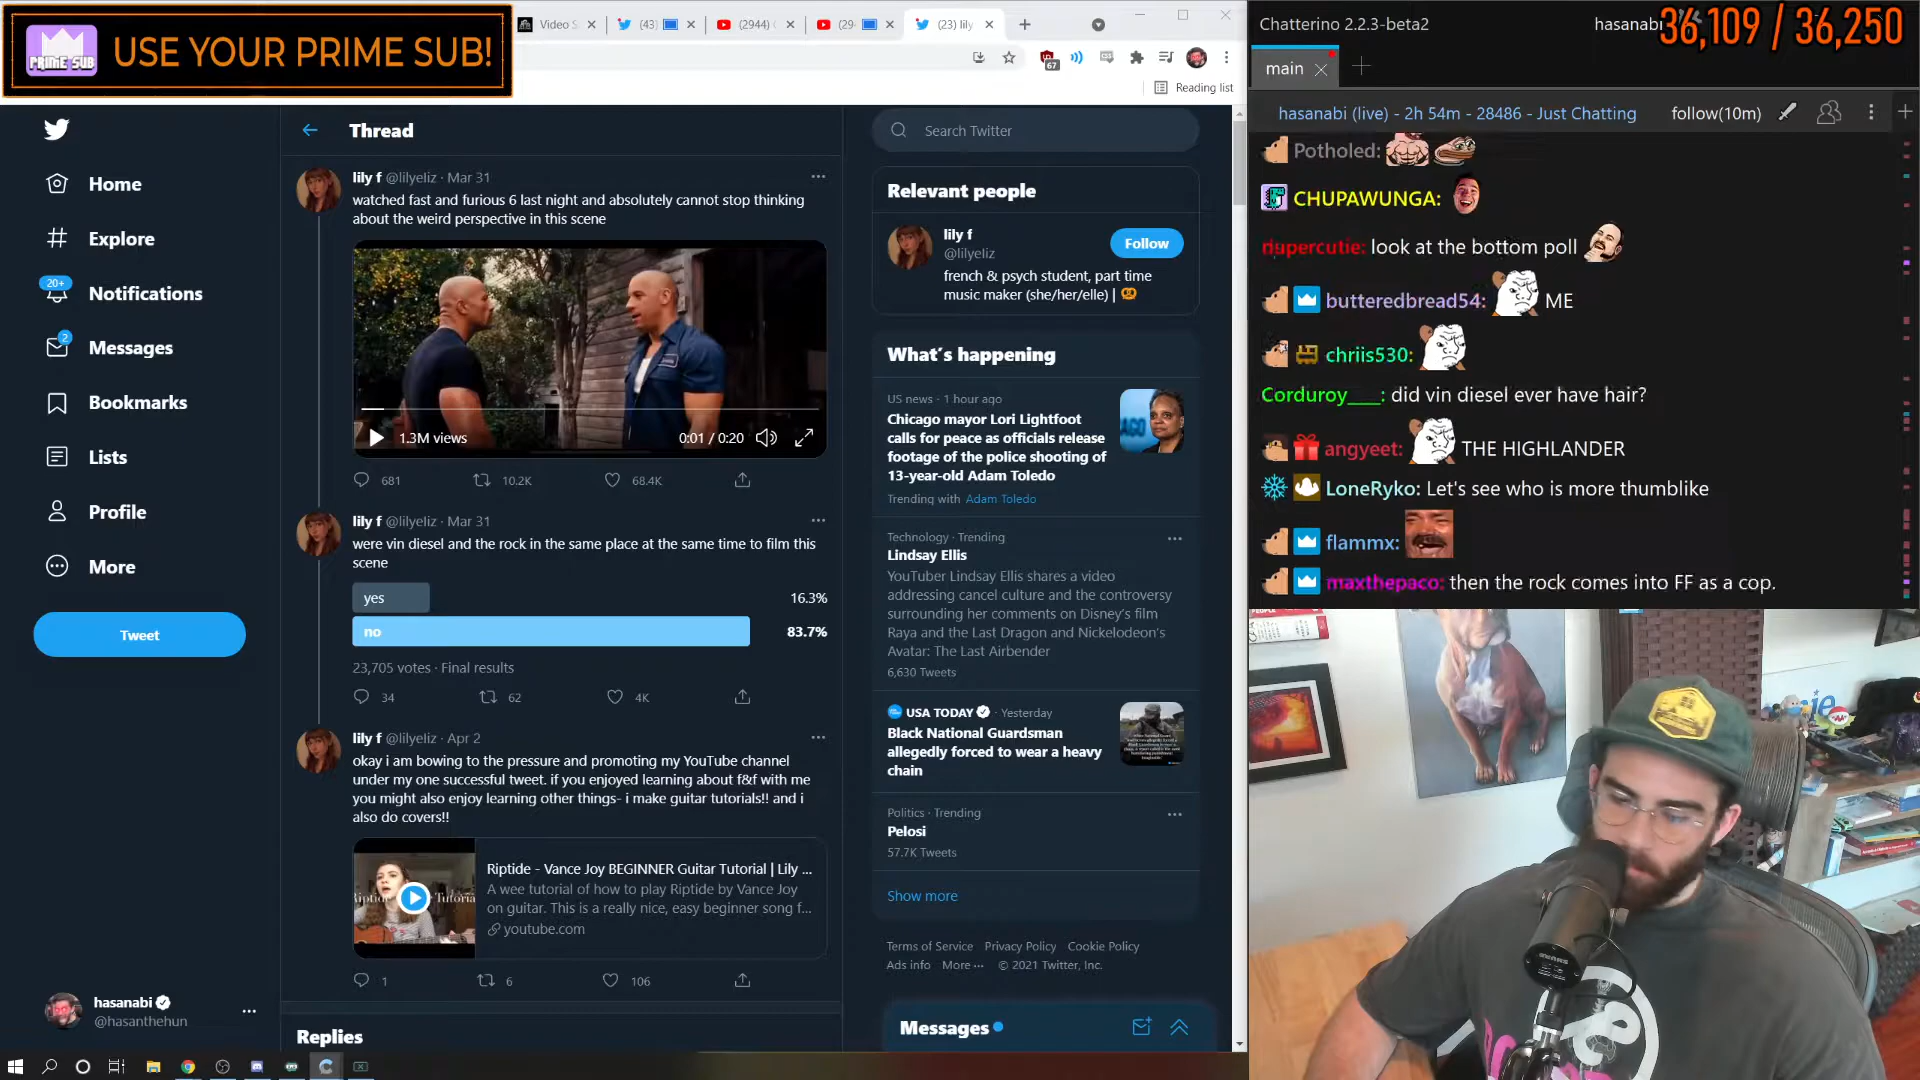 PRIME SUB
USE YOUR PRIME SUB!
Video S
(43)
(2944)
(29
(23) lily
67
Reading list
Home
Explore
20+
Notifications
2
Messages
Bookmarks
Lists
Profile
More
Tweet
hasanabi
@hasanthehun
Thread
lily f @lilyeliz · Mar 31
watched fast and furious 6 last night and absolutely cannot stop thinking
about the weird perspective in this scene
1.3M views
0:01 / 0:20
681
10.2K
68.4K
lily f @lilyeliz · Mar 31
were vin diesel and the rock in the same place at the same time to film this
scene
yes
16.3%
no
83.7%
23,705 votes · Final results
34
62
4K
lily f @lilyeliz · Apr 2
okay i am bowing to the pressure and promoting my YouTube channel
under my one successful tweet. if you enjoyed learning about f&f with me
you might also enjoy learning other things- i make guitar tutorials!! and i
also do covers!!
Riptide - Vance Joy BEGINNER Guitar Tutorial | Lily ...
A wee tutorial of how to play Riptide by Vance Joy
on guitar. This is a really nice, easy beginner song f...
youtube.com
1
6
106
Replies
Search Twitter
Relevant people
lily f
@lilyeliz
Follow
french & psych student, part time
music maker (she/her/elle) |
What's happening
US news · 1 hour ago
Chicago mayor Lori Lightfoot
calls for peace as officials release
footage of the police shooting of
13-year-old Adam Toledo
Trending with Adam Toledo
Technology · Trending
Lindsay Ellis
YouTuber Lindsay Ellis shares a video
addressing cancel culture and the controversy
surrounding her comments on Disney's film
Raya and the Last Dragon and Nickelodeon's
Avatar: The Last Airbender
6,630 Tweets
USA TODAY · Yesterday
Black National Guardsman
allegedly forced to wear a heavy
chain
Politics · Trending
Pelosi
57.7K Tweets
Show more
Terms of Service Privacy Policy Cookie Policy
Ads info More ··· © 2021 Twitter, Inc.
Messages
Chatterino 2.2.3-beta2
hasanabi
36,109 / 36,250
main
hasanabi (live) - 2h 54m - 28486 - Just Chatting
follow(10m)
Potholed:
CHUPAWUNGA:
rippercutie: look at the bottom poll
butteredbread54: ME
chriis530:
Corduroy___: did vin diesel ever have hair?
angyeet: THE HIGHLANDER
LoneRyko: Let's see who is more thumblike
flammx:
maxthepaco: then the rock comes into FF as a cop.